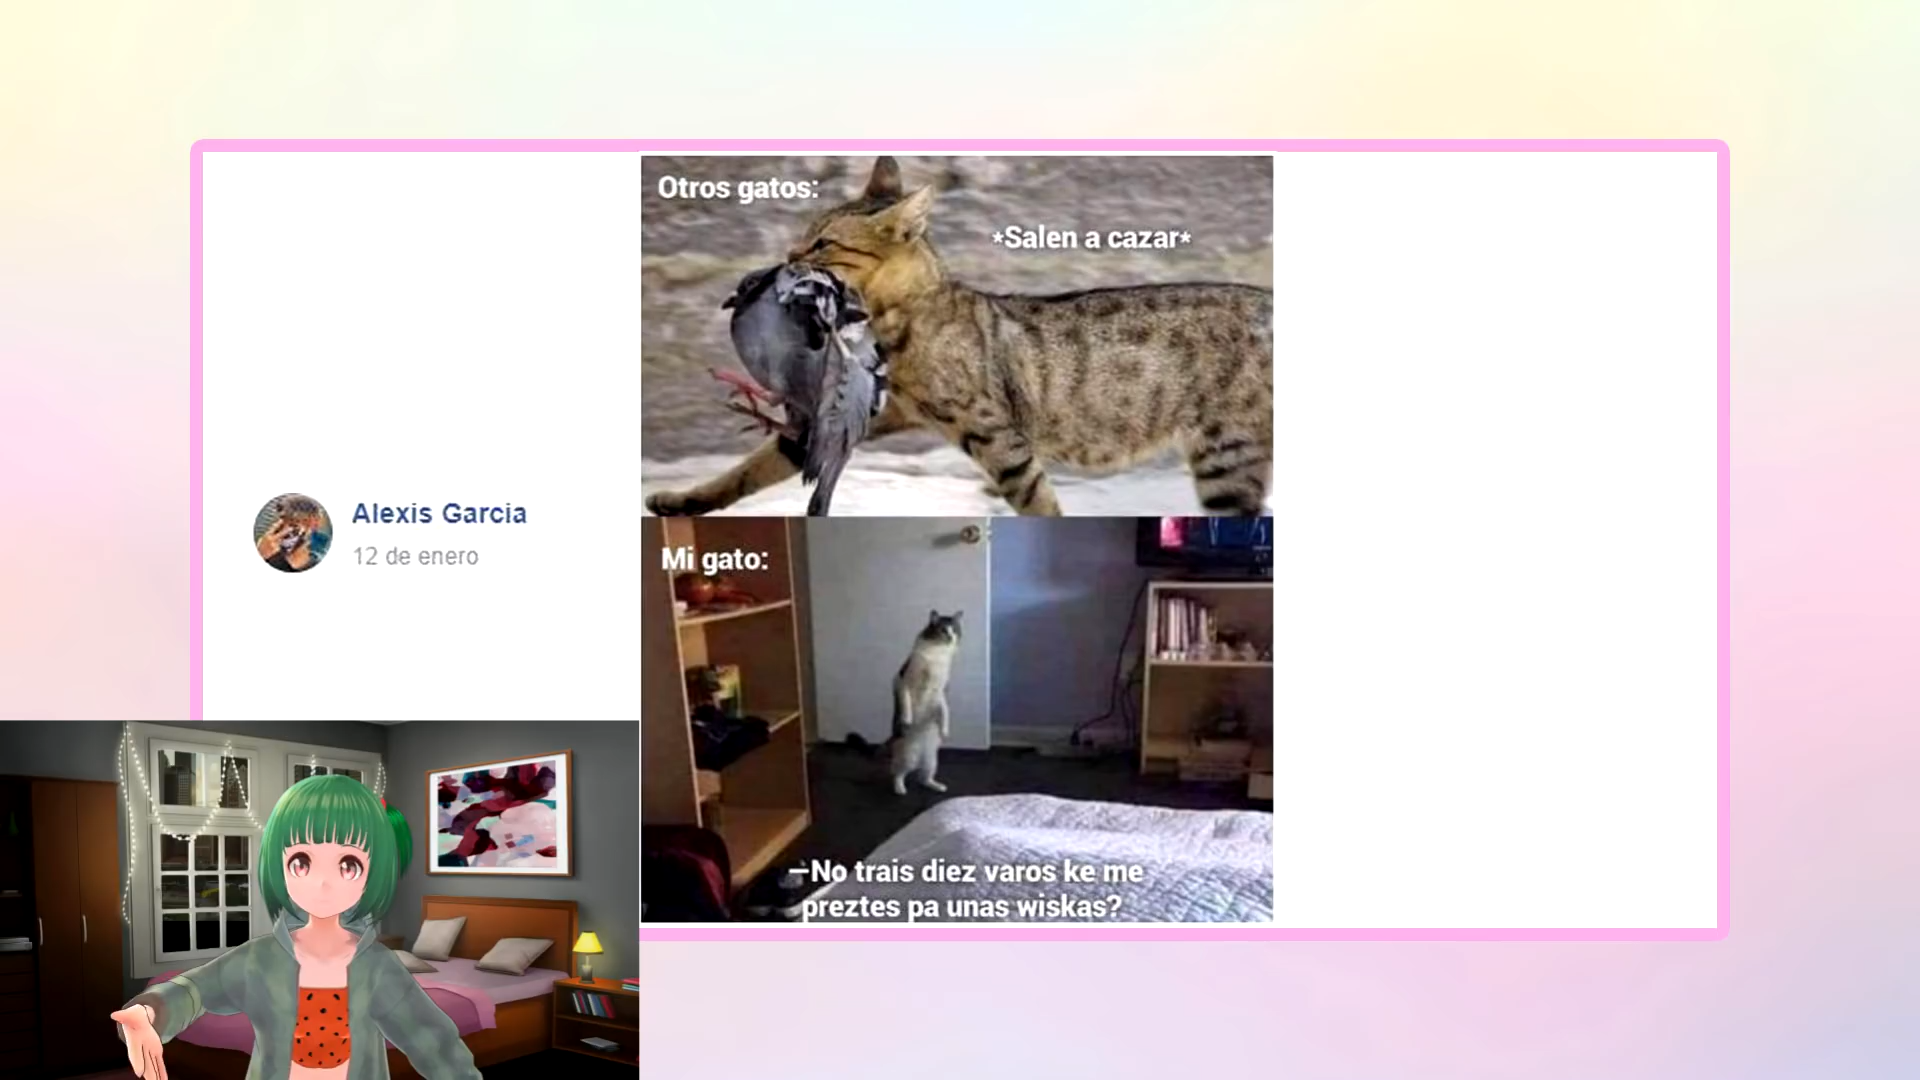 Otros gatos:
*Salen a cazar*
Alexis Garcia
12 de enero
Mi gato:
—No trais diez varos ke me
preztes pa unas wiskas?